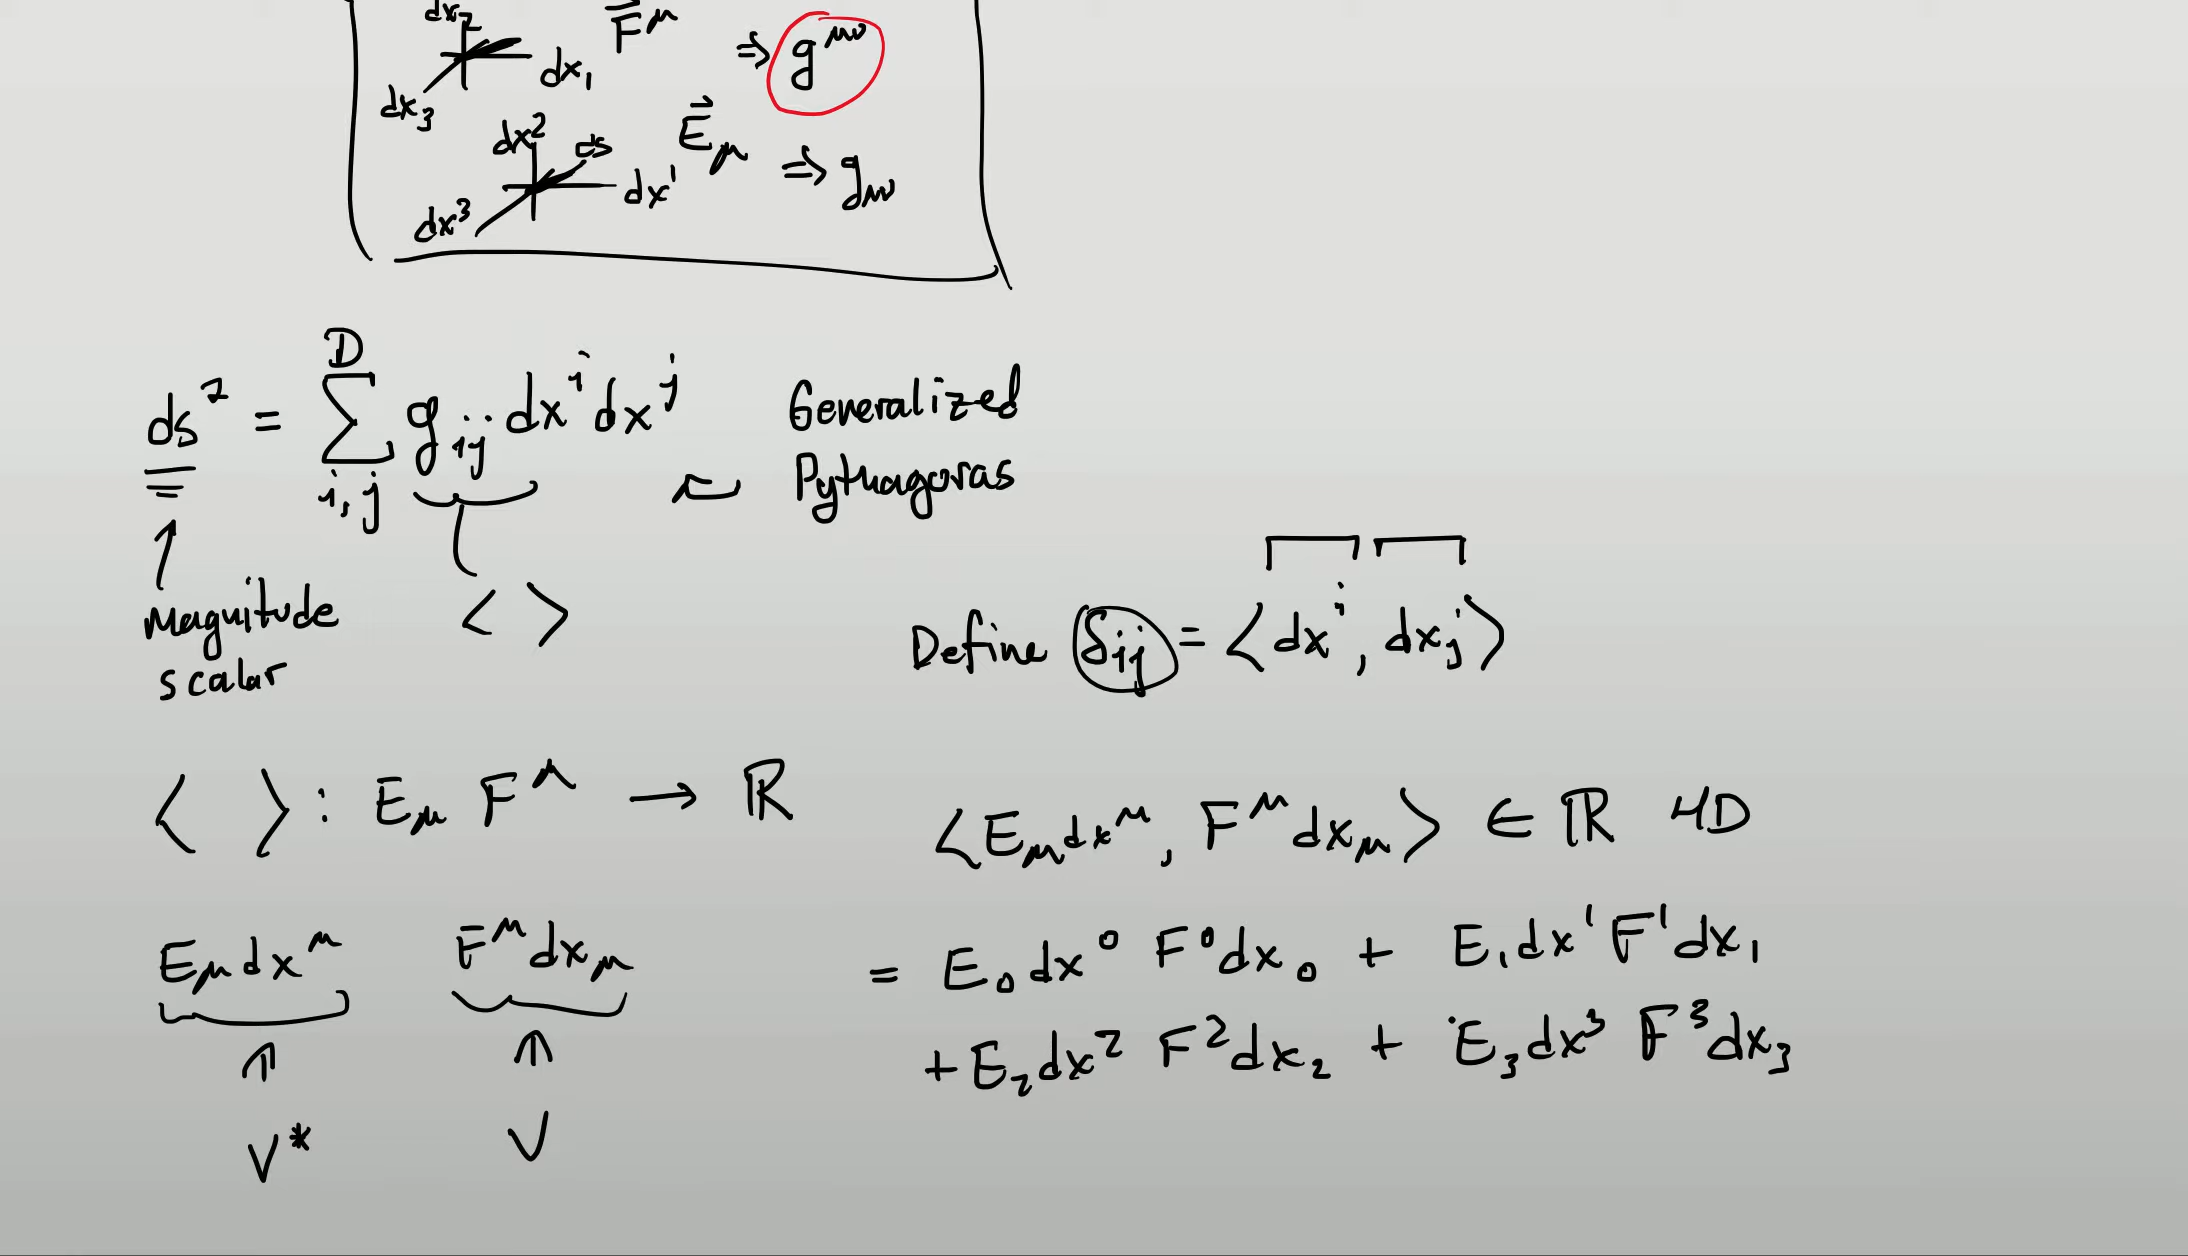 dx₂ F⃗^μ ⇒ g^μν
dx₁
dx₃
dx² ds E⃗_μ ⇒ g_μν
dx¹
dx³
ds² = ∑_{i,j}^D g_ij dx^i dx^j Generalized
Pythagoras
Magnitude
scalar
< >
Define δ_ij = ⟨dx^i, dx_j⟩
⟨ ⟩ : E_μ F^μ → ℝ
⟨E_μ dx^μ, F^μ dx_μ⟩ ∈ ℝ 4D
E_μ dx^μ F^μ dx_μ
= E₀dx⁰ F⁰dx₀ + E₁dx¹ F¹dx₁
+ E₂dx² F²dx₂ + E₃dx³ F³dx₃
V* V